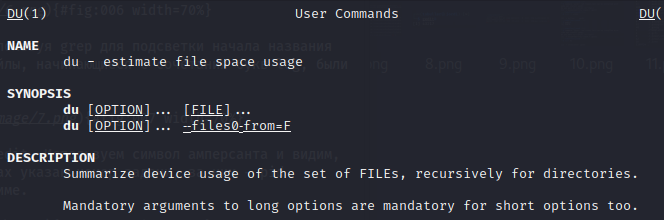 DU(1) User Commands DU(
NAME
du - estimate file space usage
SYNOPSIS
du [OPTION]... [FILE]...
du [OPTION]... --files0-from=F
DESCRIPTION
Summarize device usage of the set of FILEs, recursively for directories.
Mandatory arguments to long options are mandatory for short options too.